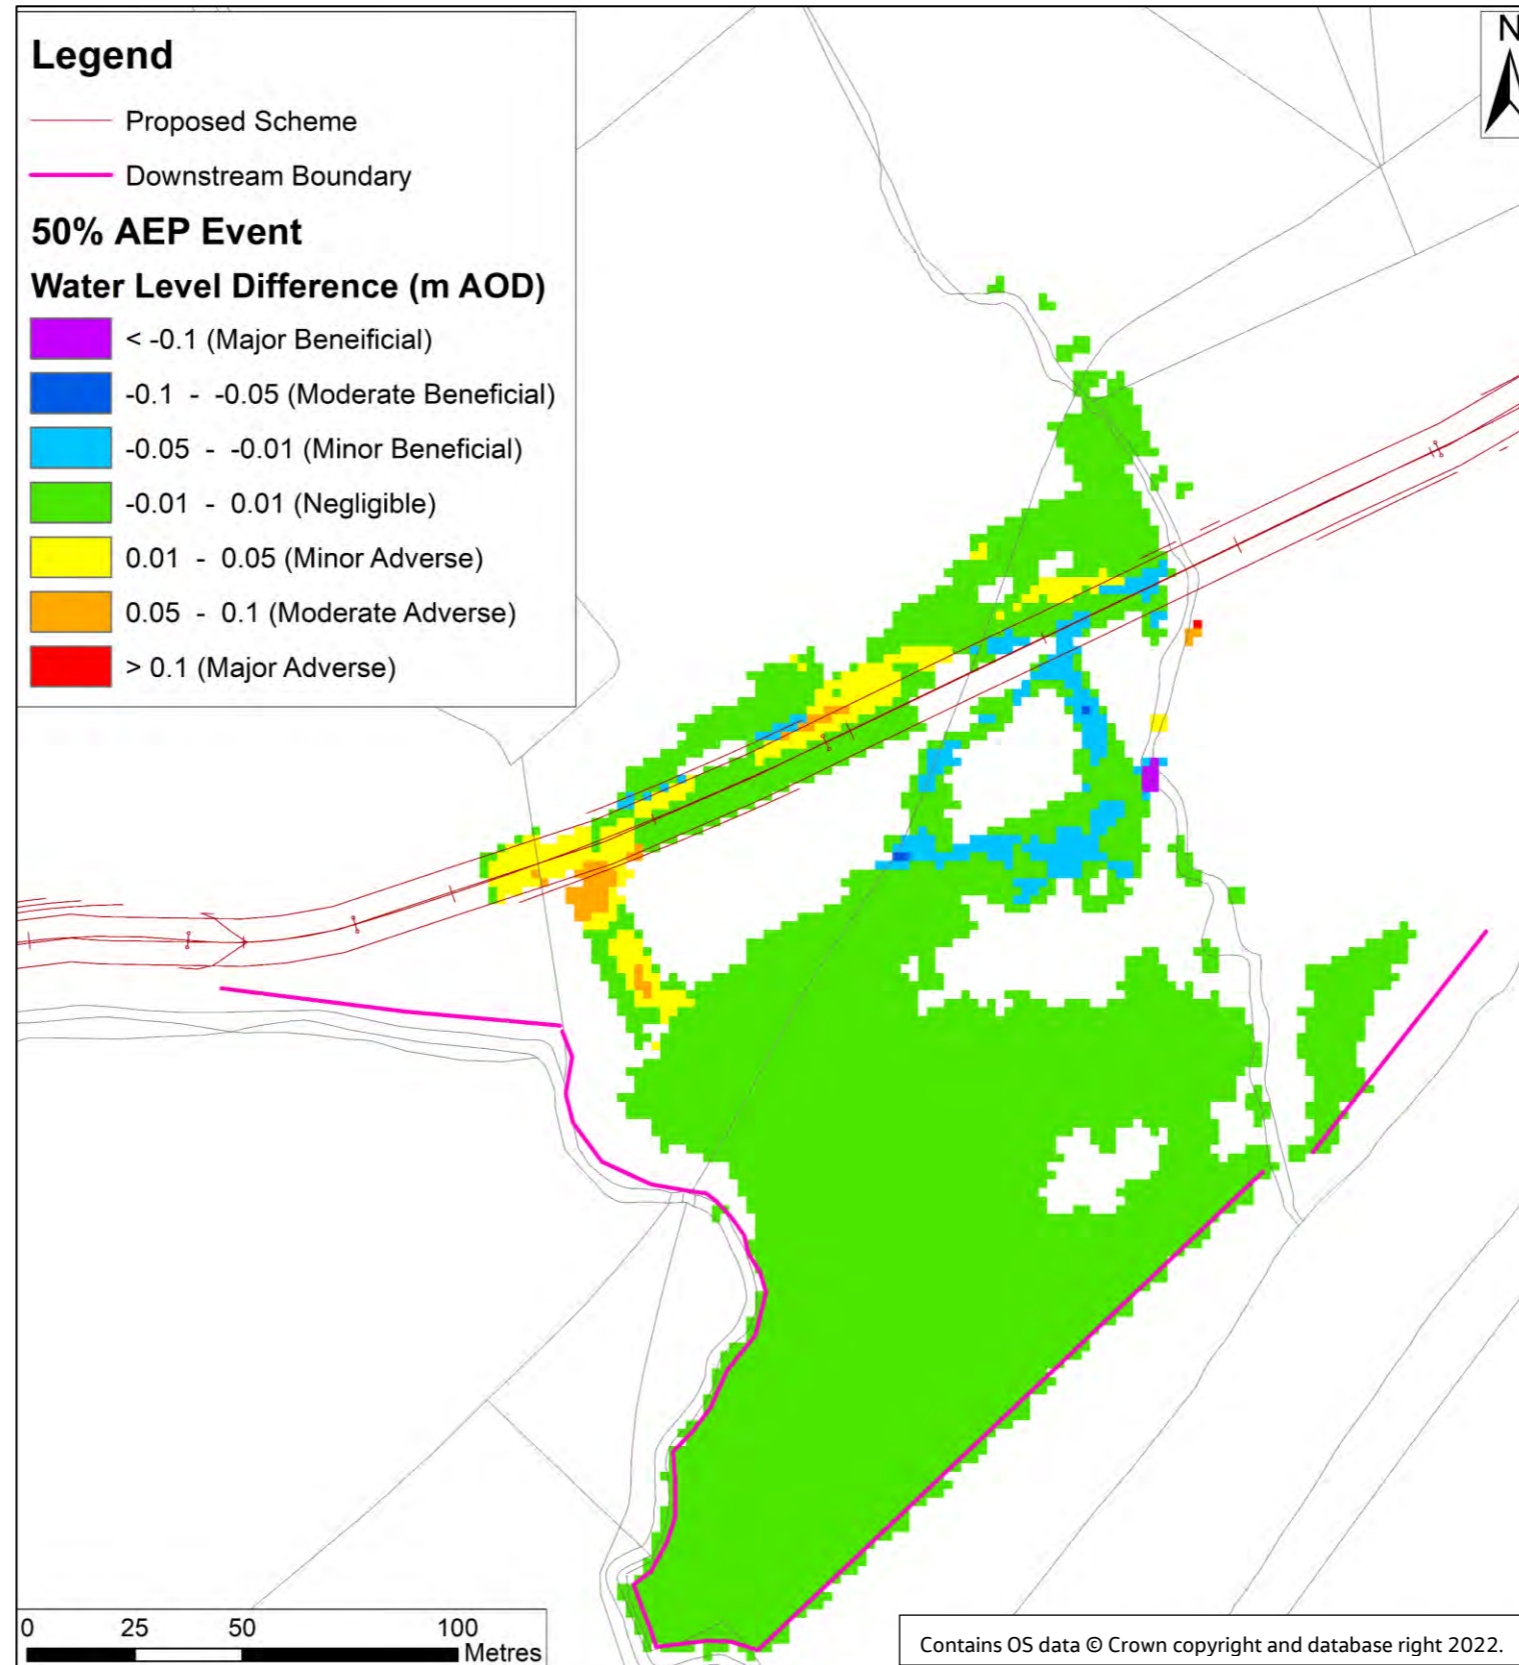 Legend
Proposed Scheme
Downstream Boundary
50% AEP Event
Water Level Difference (m AOD)
< -0.1 (Major Beneificial)
-0.1 - -0.05 (Moderate Beneficial)
-0.05 - -0.01 (Minor Beneficial)
-0.01 - 0.01 (Negligible)
0.01 - 0.05 (Minor Adverse)
0.05 - 0.1 (Moderate Adverse)
> 0.1 (Major Adverse)
N
0 25 50 100
Metres
Contains OS data © Crown copyright and database right 2022.